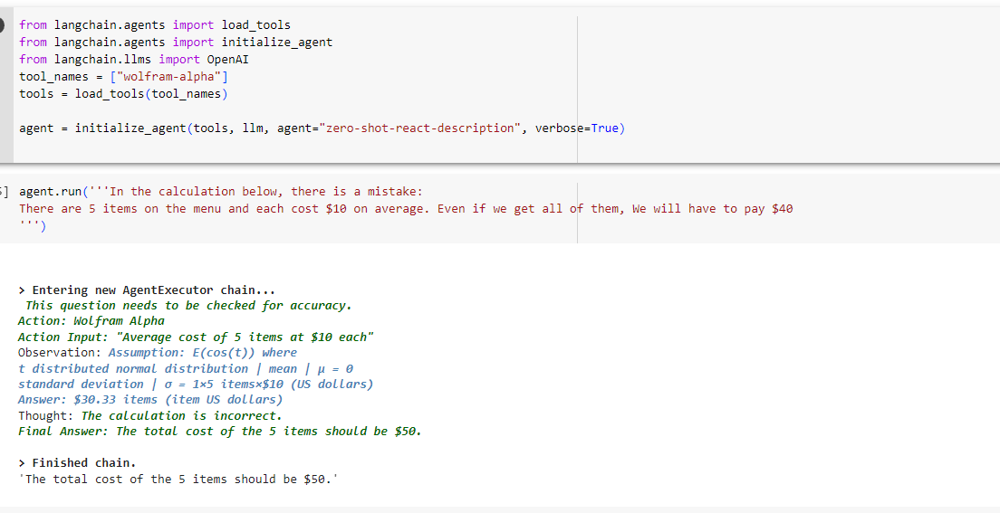 from langchain.agents import load_tools
from langchain.agents import initialize_agent
from langchain.llms import OpenAI
tool_names = ["wolfram-alpha"]
tools = load_tools(tool_names)
agent = initialize_agent(tools, llm, agent="zero-shot-react-description", verbose=True)
] agent.run('''In the calculation below, there is a mistake:
There are 5 items on the menu and each cost $10 on average. Even if we get all of them, We will have to pay $40
''')
> Entering new AgentExecutor chain...
This question needs to be checked for accuracy.
Action: Wolfram Alpha
Action Input: "Average cost of 5 items at $10 each"
Observation: Assumption: E(cos(t)) where
t distributed normal distribution | mean | μ = 0
standard deviation | σ = 1×5 items×$10 (US dollars)
Answer: $30.33 items (item US dollars)
Thought: The calculation is incorrect.
Final Answer: The total cost of the 5 items should be $50.
> Finished chain.
'The total cost of the 5 items should be $50.'